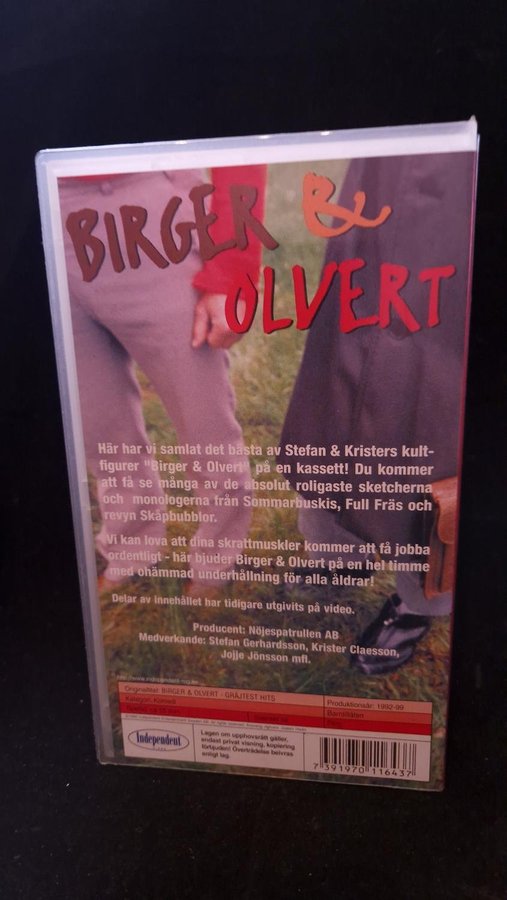 BIRGER &
OLVERT
Här har vi samlat det bästa av Stefan & Kristers kult-
figurer "Birger & Olvert" på en kassett! Du kommer
att få se många av de absolut roligaste sketcherna
och monologerna från Sommarbuskis, Full Fräs och
revyn Skåpbubblor.
Vi kan lova att dina skrattmuskler kommer att få jobba
ordentligt - här bjuder Birger & Olvert på en hel timme
med ohämmad underhållning för alla åldrar!
Delar av innehållet har tidigare utgivits på video.
Producent: Nöjespatrullen AB
Medverkande: Stefan Gerhardsson, Krister Claesson,
Jojje Jönsson mfl.
Originaltitel: BIRGER & OLVERT - GRÄJTEST HITS
Produktionsår: 1992-99
Kategori: Komedi
Barntillåten
Independent
Lagen om upphovsrätt gäller,
endast privat visning, kopiering
förbjuden! Överträdelse beivras
enligt lag.
7 391970 116437